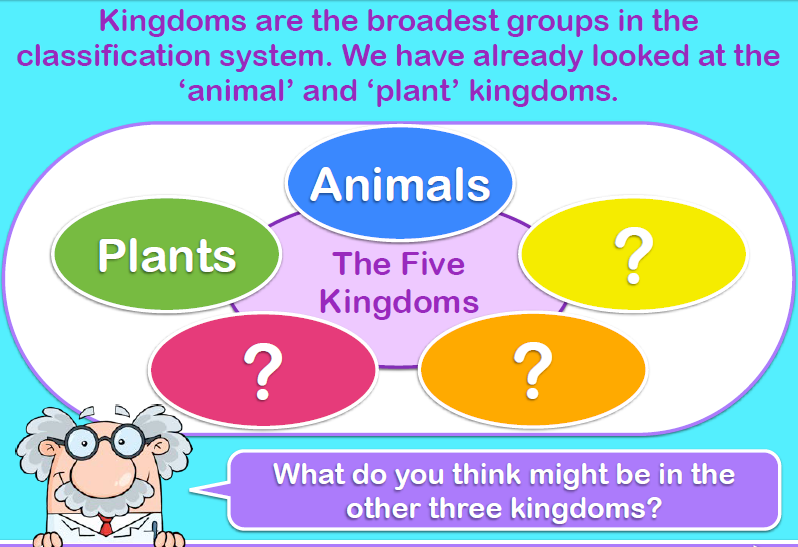 Kingdoms are the broadest groups in the
classification system. We have already looked at the
‘animal’ and ‘plant’ kingdoms.
Animals
Plants
?
The Five
Kingdoms
?
?
What do you think might be in the
other three kingdoms?